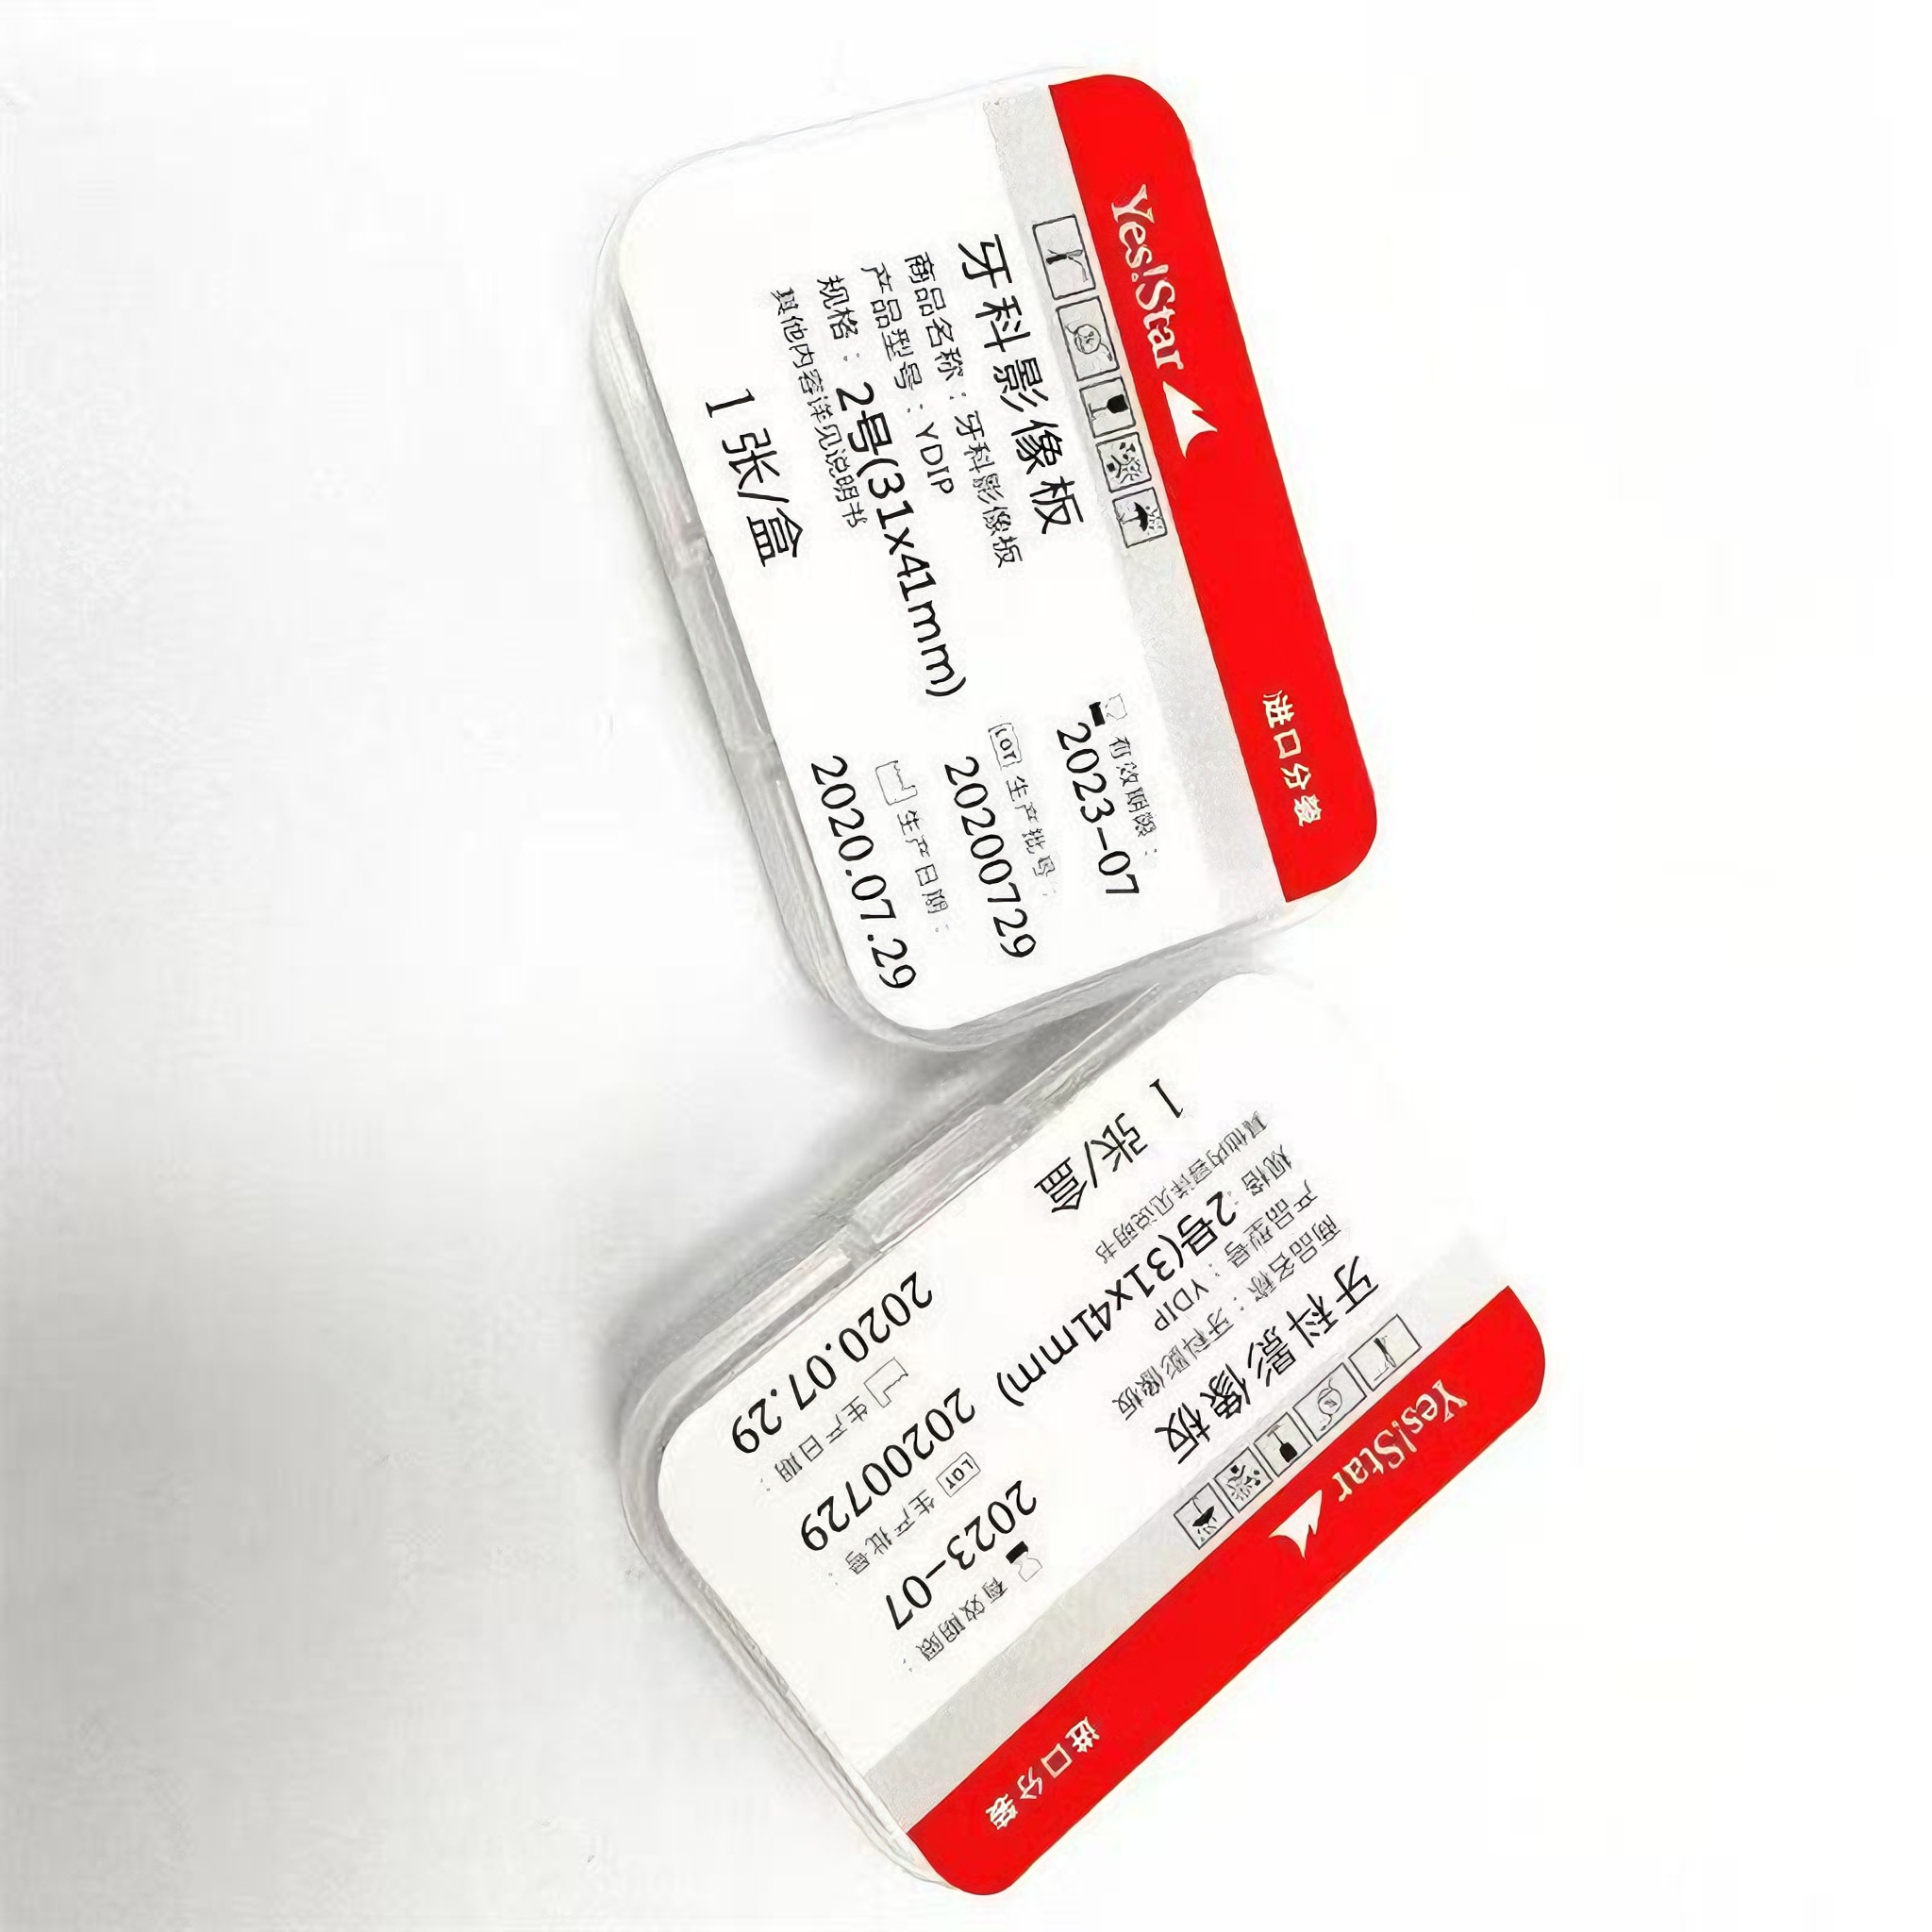 Yes!Star
进口分装
牙科影像板
商品名称：牙科影像板
产品型号：YDIP
规格：2号(31x41mm)
其他内容详见说明书
1 张/盒
有效期限：
2023-07
LOT 生产批号：
20200729
生产日期：
2020.07.29
Yes!Star
进口分装
牙科影像板
商品名称：牙科影像板
产品型号：YDIP
规格：2号(31x41mm)
其他内容详见说明书
1 张/盒
有效期限：
2023-07
LOT 生产批号：
20200729
生产日期：
2020.07.29